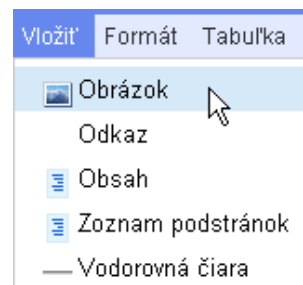 Vložiť Formát Tabuľka
Obrázok
Odkaz
Obsah
Zoznam podstránok
Vodorovná čiara